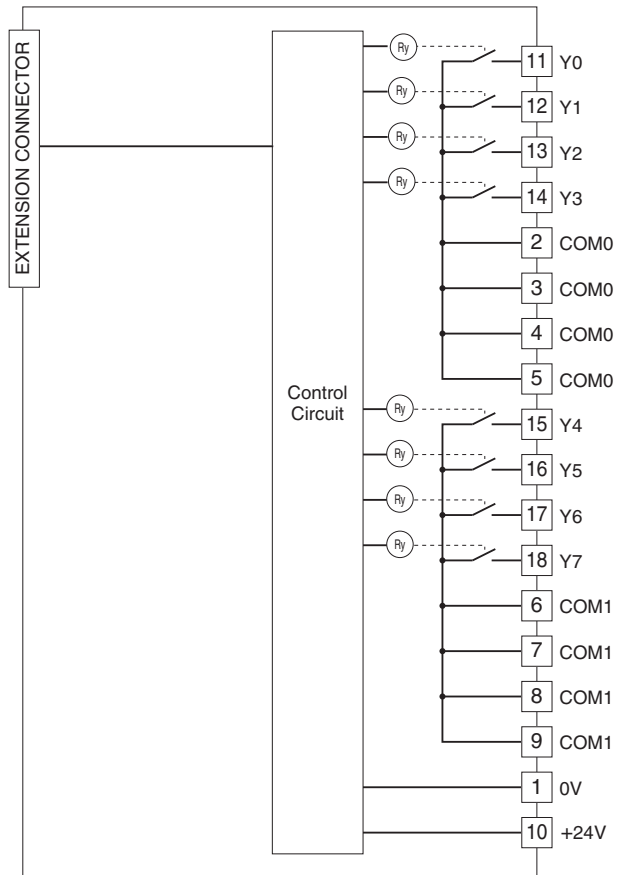 EXTENSION CONNECTOR
Control
Circuit
Ry 11 Y0
Ry 12 Y1
Ry 13 Y2
Ry 14 Y3
2 COM0
3 COM0
4 COM0
5 COM0
Ry 15 Y4
Ry 16 Y5
Ry 17 Y6
Ry 18 Y7
6 COM1
7 COM1
8 COM1
9 COM1
1 0V
10 +24V